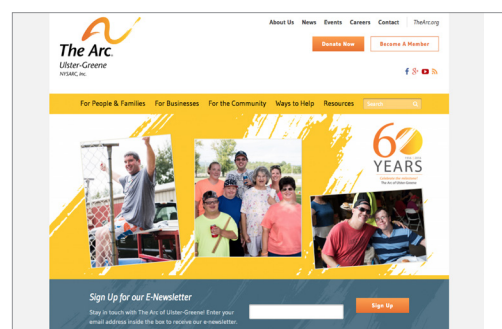 About Us News Events Careers Contact TheArc.org
The Arc
Ulster-Greene
NYSARC, Inc.
Donate Now Become A Member
For People & Families For Businesses For the Community Ways to Help Resources Search
60
YEARS
The Arc of Ulster-Greene
Sign Up for our E-Newsletter
Stay in touch with The Arc of Ulster-Greene! Enter your
email address inside the box to receive our e-newsletter.
Sign Up